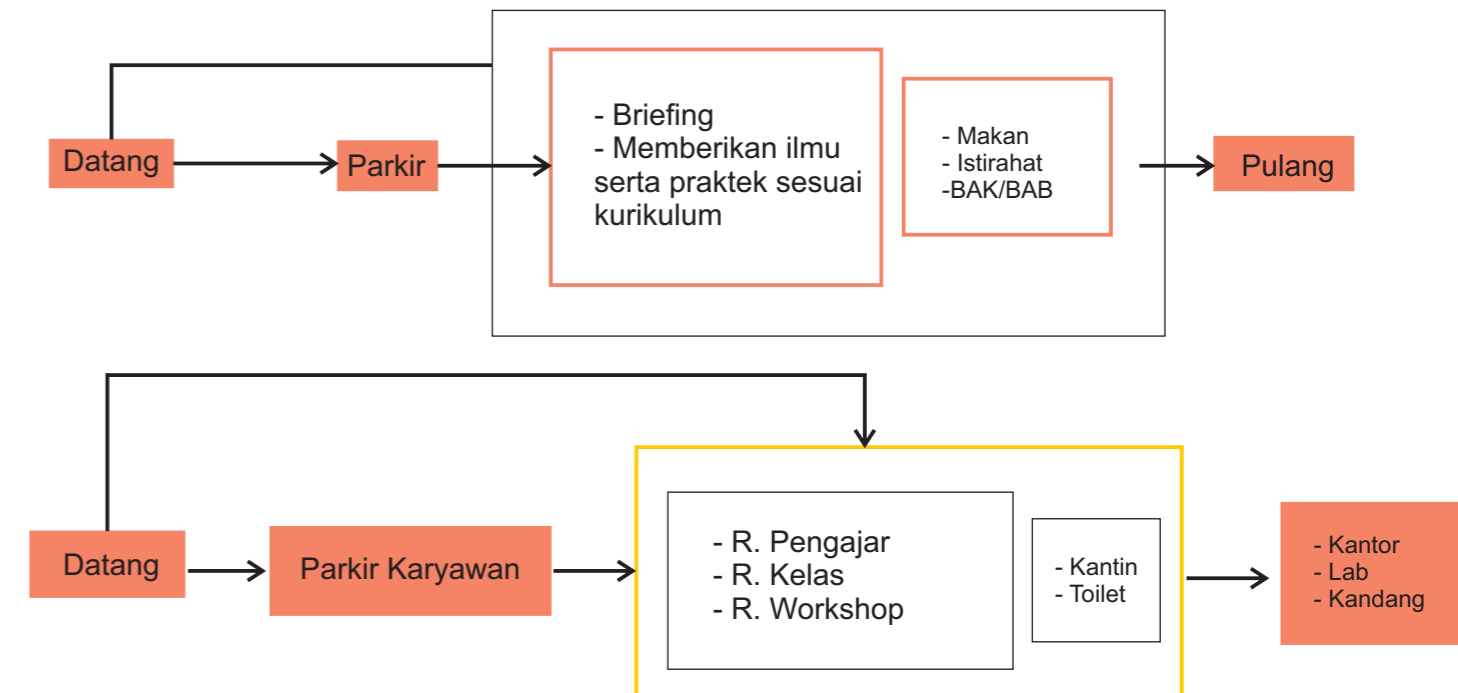 Datang
Parkir
- Briefing
- Memberikan ilmu
serta praktek sesuai
kurikulum
- Makan
- Istirahat
-BAK/BAB
Pulang
Datang
Parkir Karyawan
- R. Pengajar
- R. Kelas
- R. Workshop
- Kantin
- Toilet
- Kantor
- Lab
- Kandang